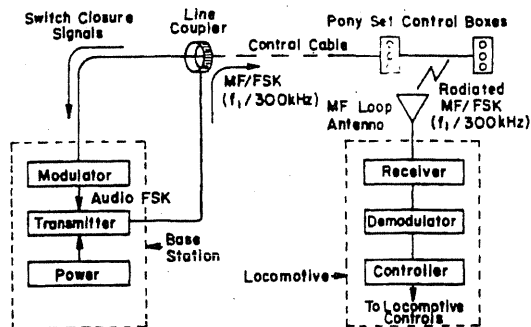 Switch Closure
Signals
Line
Coupler
Pony Set Control Boxes
Control Cable
MF/FSK
(f₁/300kHz)
Radiated
MF/FSK
(f₁/300kHz)
MF Loop
Antenna
Modulator
Audio FSK
Transmitter
Power
Base
Station
Receiver
Demodulator
Controller
Locomotive
To Locomotive
Controls